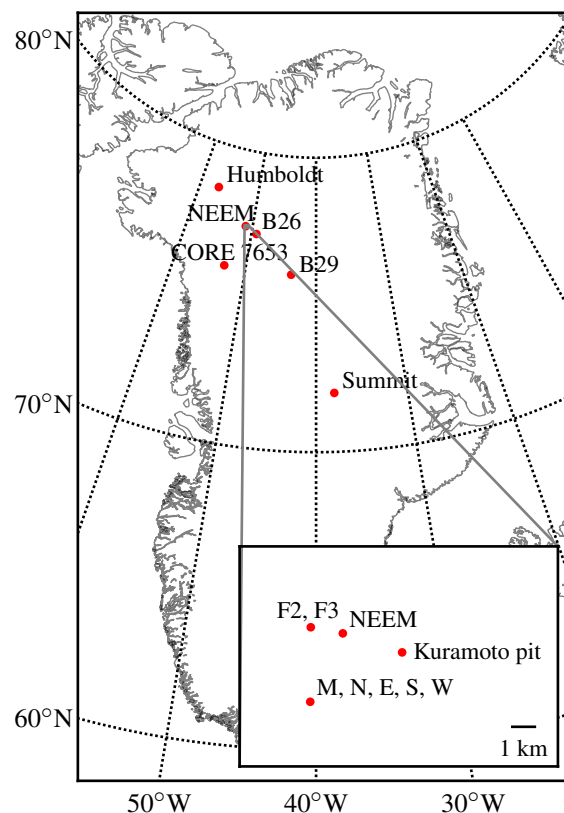 80°N
Humboldt
NEEM
B26
CORE 7653
B29
Summit
70°N
F2, F3
NEEM
Kuramoto pit
M, N, E, S, W
60°N
1 km
50°W
40°W
30°W